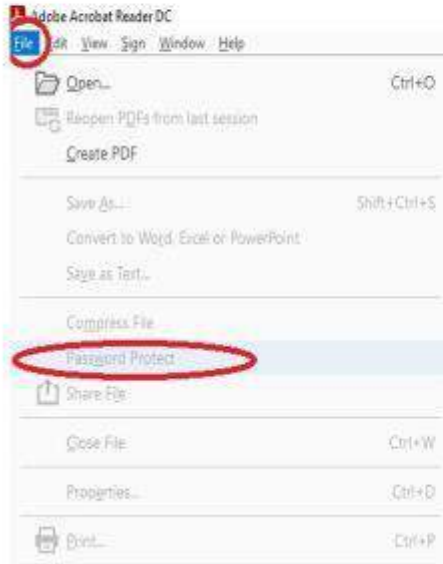 Adobe Acrobat Reader DC
File Edit View Sign Window Help
Open... Ctrl+O
Reopen PDFs from last session
Create PDF
Save As... Shift+Ctrl+S
Convert to Word, Excel or PowerPoint
Save as Text...
Compress File
Password Protect
Share File
Close File Ctrl+W
Properties... Ctrl+D
Print... Ctrl+P